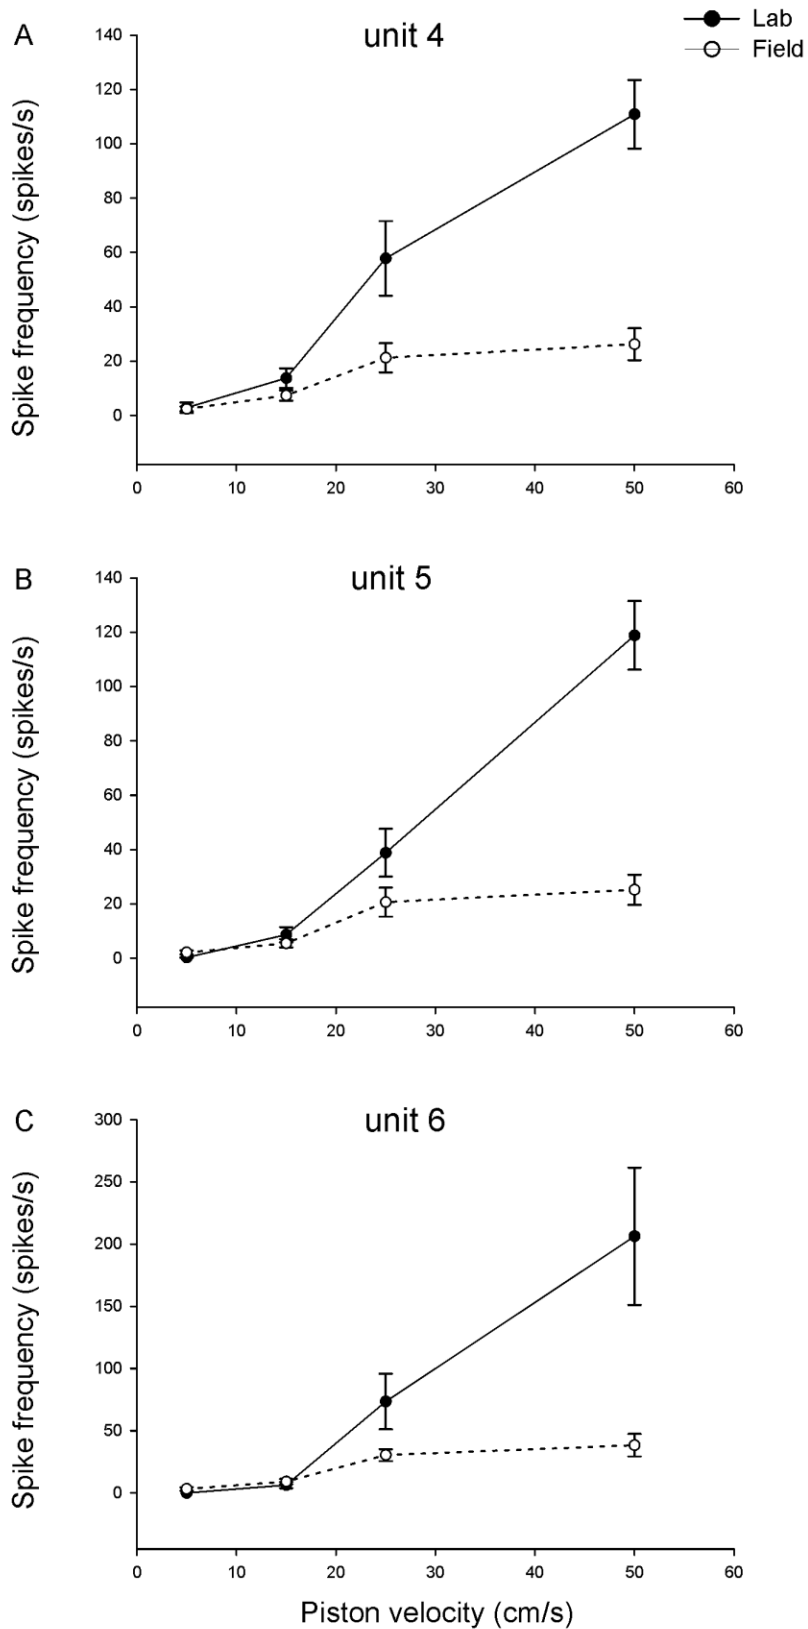 A
unit 4
Lab
Field
Spike frequency (spikes/s)
140
120
100
80
60
40
20
0
0 10 20 30 40 50 60
B
unit 5
Spike frequency (spikes/s)
140
120
100
80
60
40
20
0
0 10 20 30 40 50 60
C
unit 6
Spike frequency (spikes/s)
300
250
200
150
100
50
0
0 10 20 30 40 50 60
Piston velocity (cm/s)